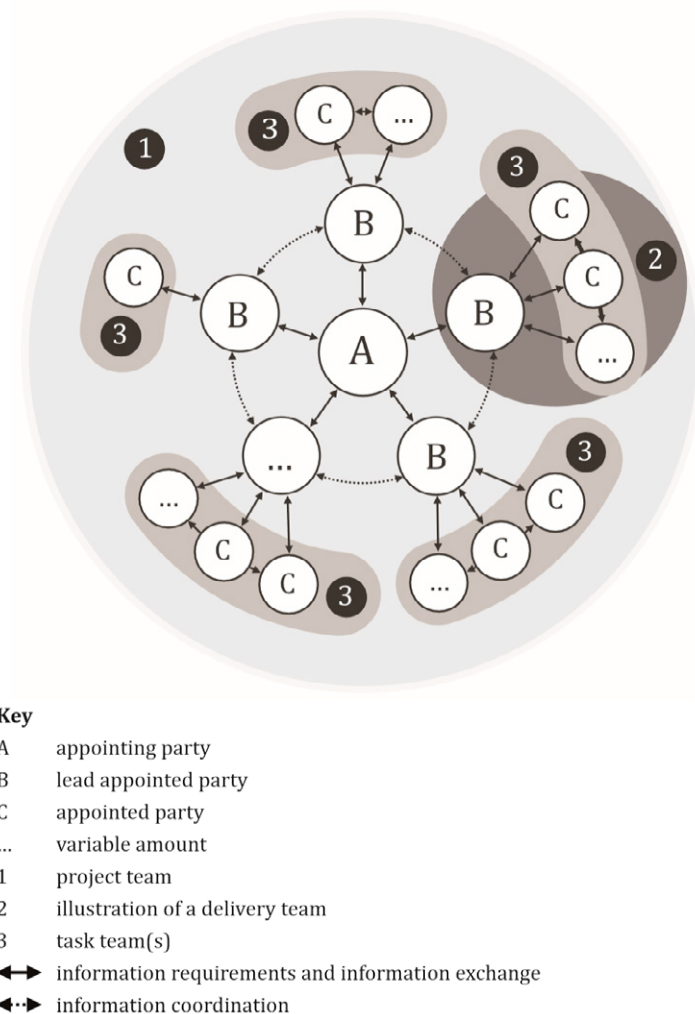 1
3
C
...
3
C
B
C
2
C
3
B
B
...
A
...
B
3
...
C
C
C
C
3
...
Key
A appointing party
B lead appointed party
C appointed party
... variable amount
1 project team
2 illustration of a delivery team
3 task team(s)
information requirements and information exchange
information coordination